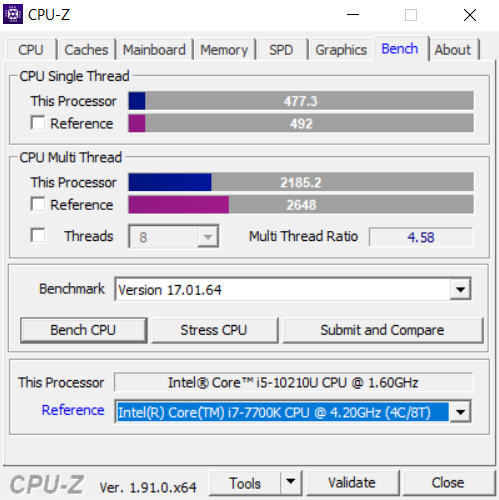 CPU-Z
CPU Caches Mainboard Memory SPD Graphics Bench About
CPU Single Thread
This Processor 477.3
Reference 492
CPU Multi Thread
This Processor 2185.2
Reference 2648
Threads 8 Multi Thread Ratio 4.58
Benchmark Version 17.01.64
Bench CPU Stress CPU Submit and Compare
This Processor Intel® Core™ i5-10210U CPU @ 1.60GHz
Reference Intel(R) Core(TM) i7-7700K CPU @ 4.20GHz (4C/8T)
CPU-Z Ver. 1.91.0.x64 Tools Validate Close